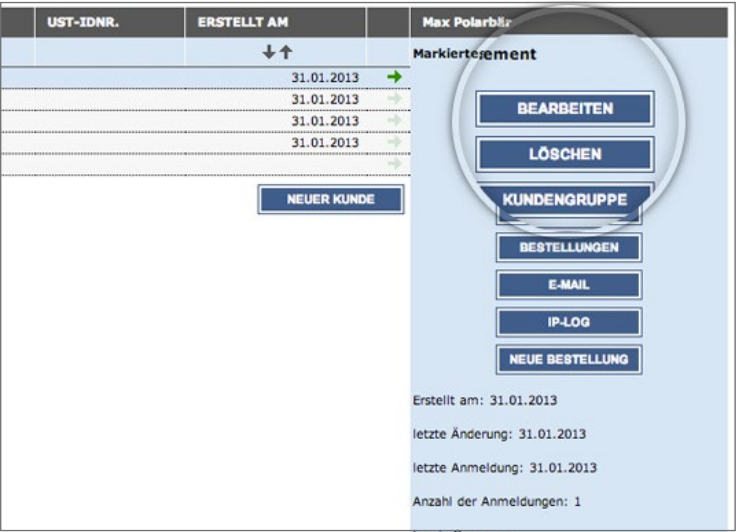 UST-IDNR. ERSTELLT AM Max Polarbär
31.01.2013
31.01.2013
31.01.2013
31.01.2013
NEUER KUNDE
BEARBEITEN
LÖSCHEN
KUNDENGRUPPE
BESTELLUNGEN
E-MAIL
IP-LOG
NEUE BESTELLUNG
Erstellt am: 31.01.2013
letzte Änderung: 31.01.2013
letzte Anmeldung: 31.01.2013
Anzahl der Anmeldungen: 1